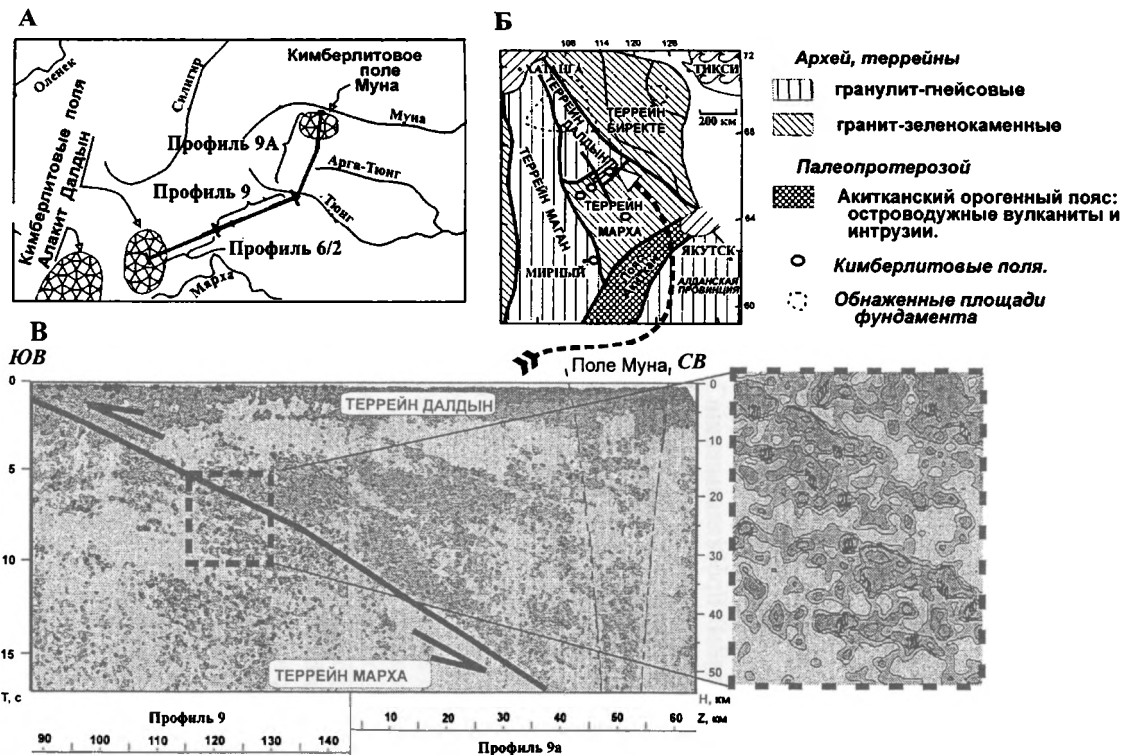 А
Оленек
Силигир
Кимберлитовое
поле
Муна
Муна
Профиль 9А
Арга-Тюнг
Профиль 9
Тюнг
Профиль 6/2
Марха
Кимберлитовые поля
Алакит Далдын
Б
108 114 120 126
72
68
64
60
ХАТАНГА
ТИКСИ
200 км
ТЕРРЕЙН
БИРЕКТЕ
ТЕРРЕЙН
ДАЛДЫН
ТЕРРЕЙН МАГАН
ТЕРРЕЙН
МАРХА
МИРНЫЙ
ЯКУТСК
АЛДАНСКАЯ
ПРОВИНЦИЯ
Архей, террейны
гранулит-гнейсовые
гранит-зеленокаменные
Палеопротерозой
Акитканский орогенный пояс:
островодужные вулканиты и
интрузии.
Кимберлитовые поля.
Обнаженные площади
фундамента
В
ЮВ
Поле Муна
СВ
ТЕРРЕЙН ДАЛДЫН
ТЕРРЕЙН МАРХА
0
5
10
15
Т, с
0
10
20
30
40
50
Н, км
Профиль 9
90 100 110 120 130 140
10 20 30 40 50 60 Z, км
Профиль 9а